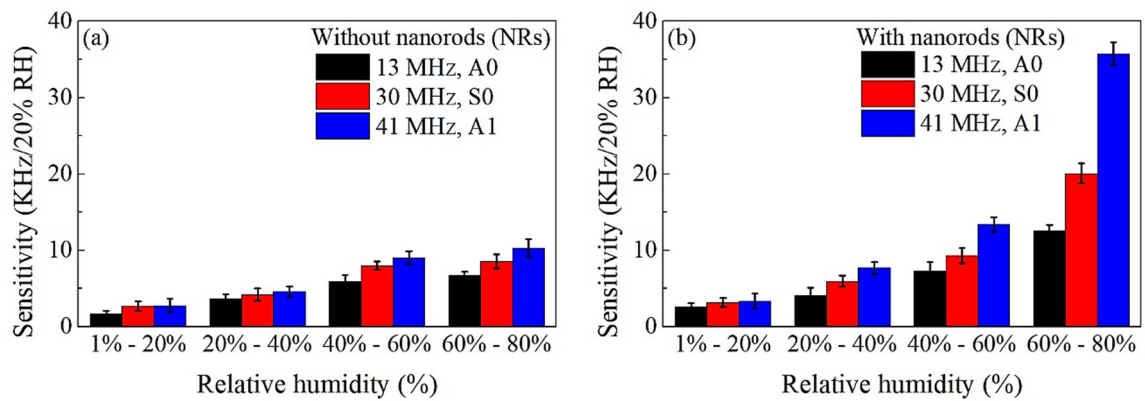 (a)
Without nanorods (NRs)
13 MHz, A0
30 MHz, S0
41 MHz, A1
Sensitivity (KHz/20% RH)
40
30
20
10
0
1% - 20% 20% - 40% 40% - 60% 60% - 80%
Relative humidity (%)
(b)
With nanorods (NRs)
13 MHz, A0
30 MHz, S0
41 MHz, A1
Sensitivity (KHz/20% RH)
40
30
20
10
0
1% - 20% 20% - 40% 40% - 60% 60% - 80%
Relative humidity (%)